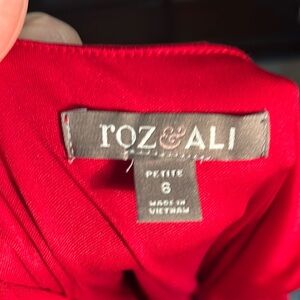 roz&ALI
PETITE
6
MADE IN
VIETNAM